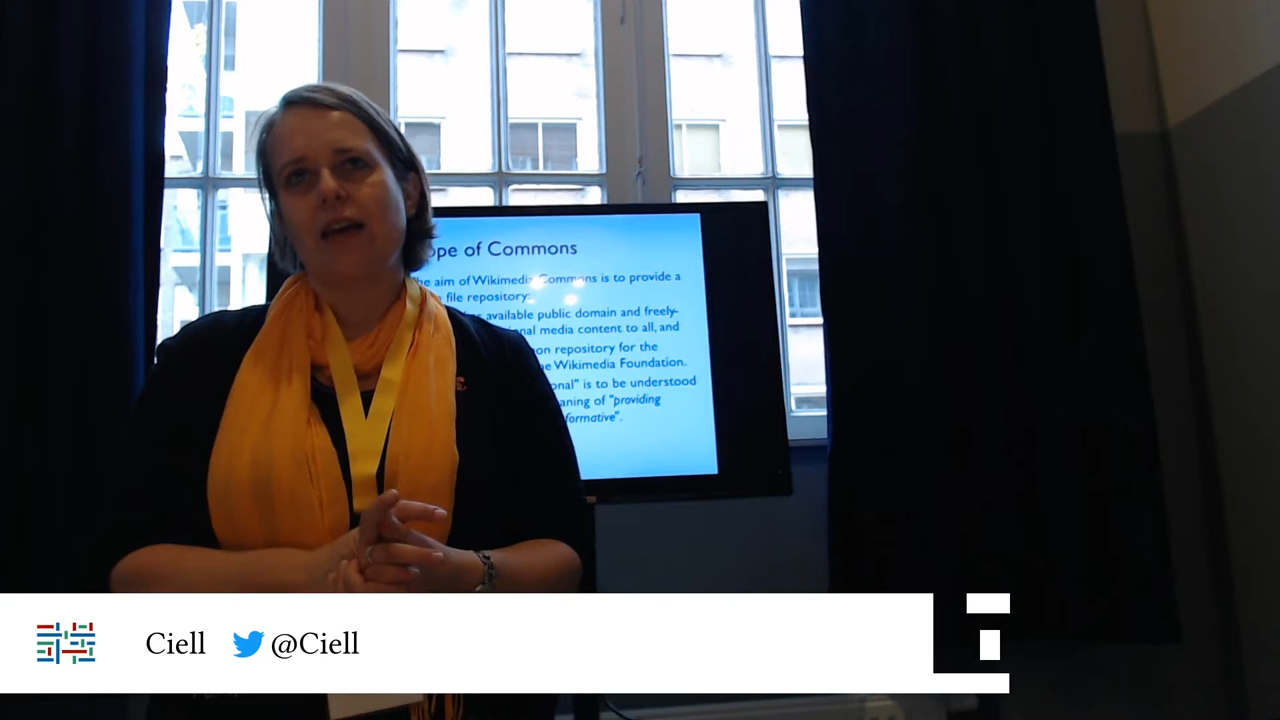 ope of Commons
he aim of Wikimedia Commons is to provide a
file repository:
available public domain and freely-
onal media content to all, and
on repository for the
e Wikimedia Foundation.
onal" is to be understood
aning of "providing
formative".
Ciell @Ciell